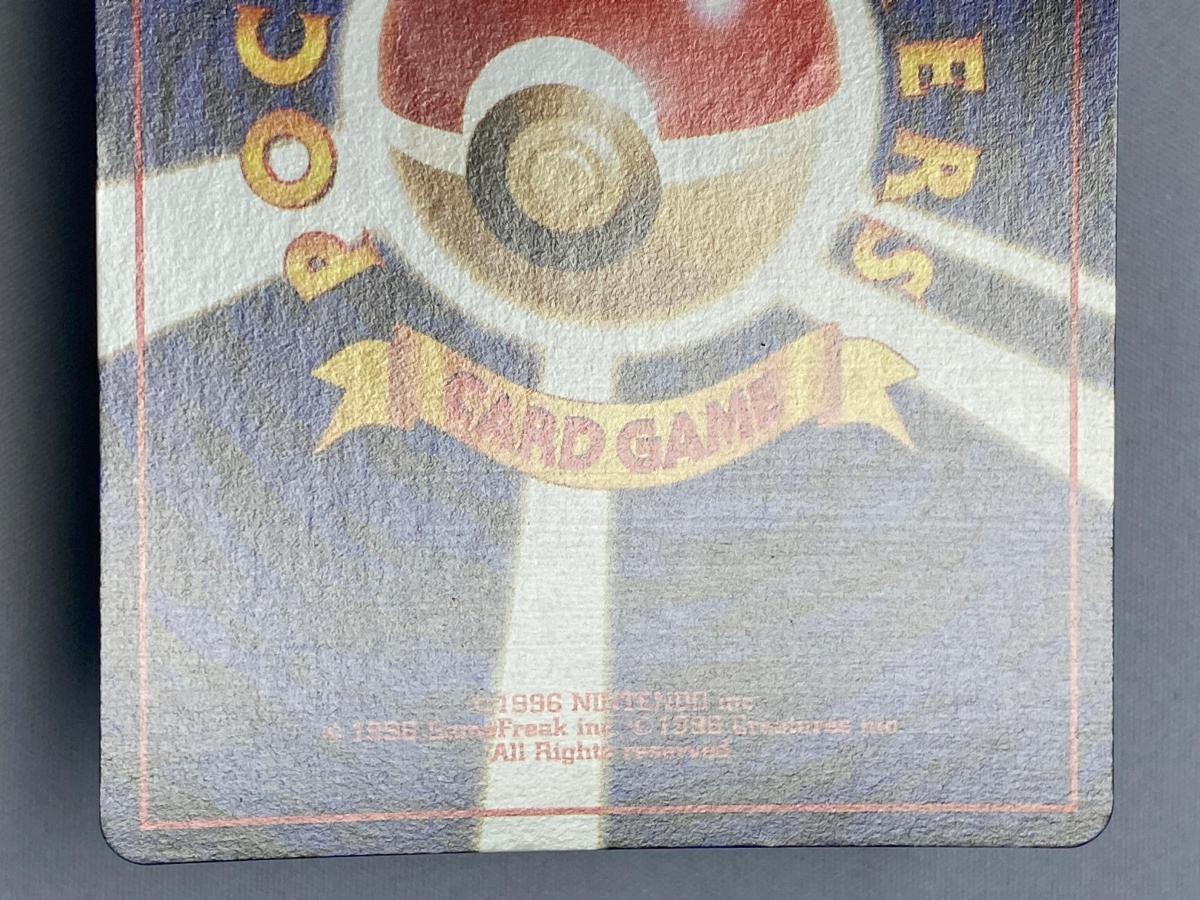 POC
ERS
CARD GAME
©1996 NINTENDO inc
© 1996 GameFreak inc © 1996 Creatures inc
All Rights reserved